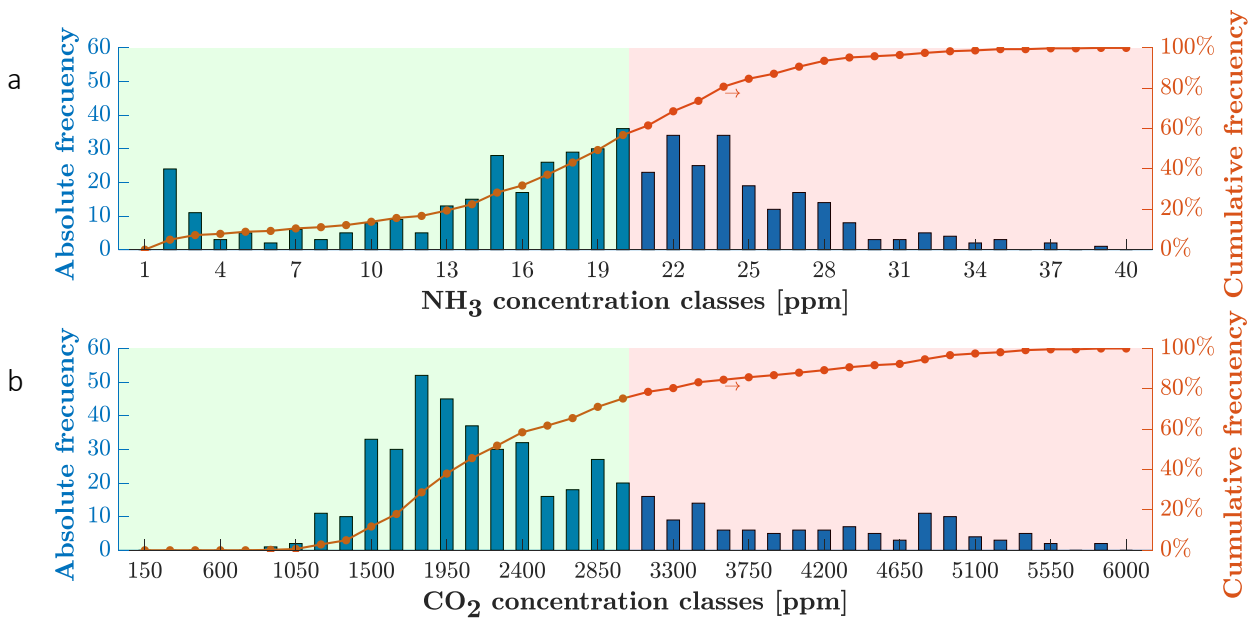 a
Absolute frecuency
60
50
40
30
20
10
0
100%
80%
60%
40%
20%
0%
Cumulative frecuency
→
1 4 7 10 13 16 19 22 25 28 31 34 37 40
NH3 concentration classes [ppm]
b
Absolute frecuency
60
50
40
30
20
10
0
100%
80%
60%
40%
20%
0%
Cumulative frecuency
→
150 600 1050 1500 1950 2400 2850 3300 3750 4200 4650 5100 5550 6000
CO2 concentration classes [ppm]